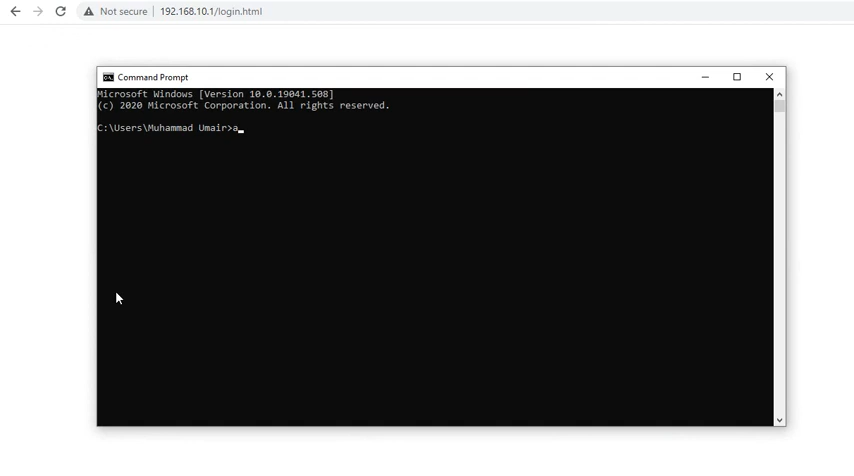 Not secure 192.168.10.1/login.html
Command Prompt
Microsoft Windows [Version 10.0.19041.508]
(c) 2020 Microsoft Corporation. All rights reserved.
C:\Users\Muhammad Umair>a